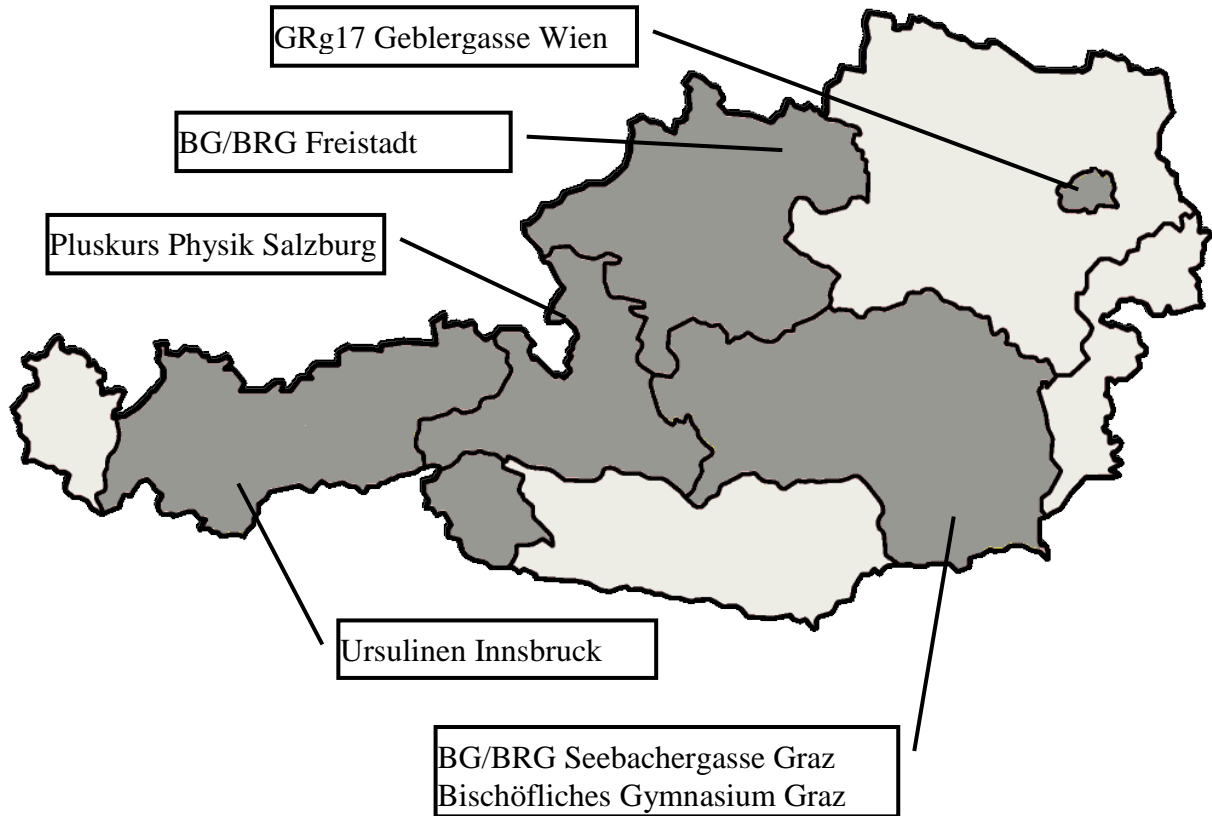 GRg17 Geblergasse Wien
BG/BRG Freistadt
Pluskurs Physik Salzburg
Ursulinen Innsbruck
BG/BRG Seebachergasse Graz
Bischöfliches Gymnasium Graz